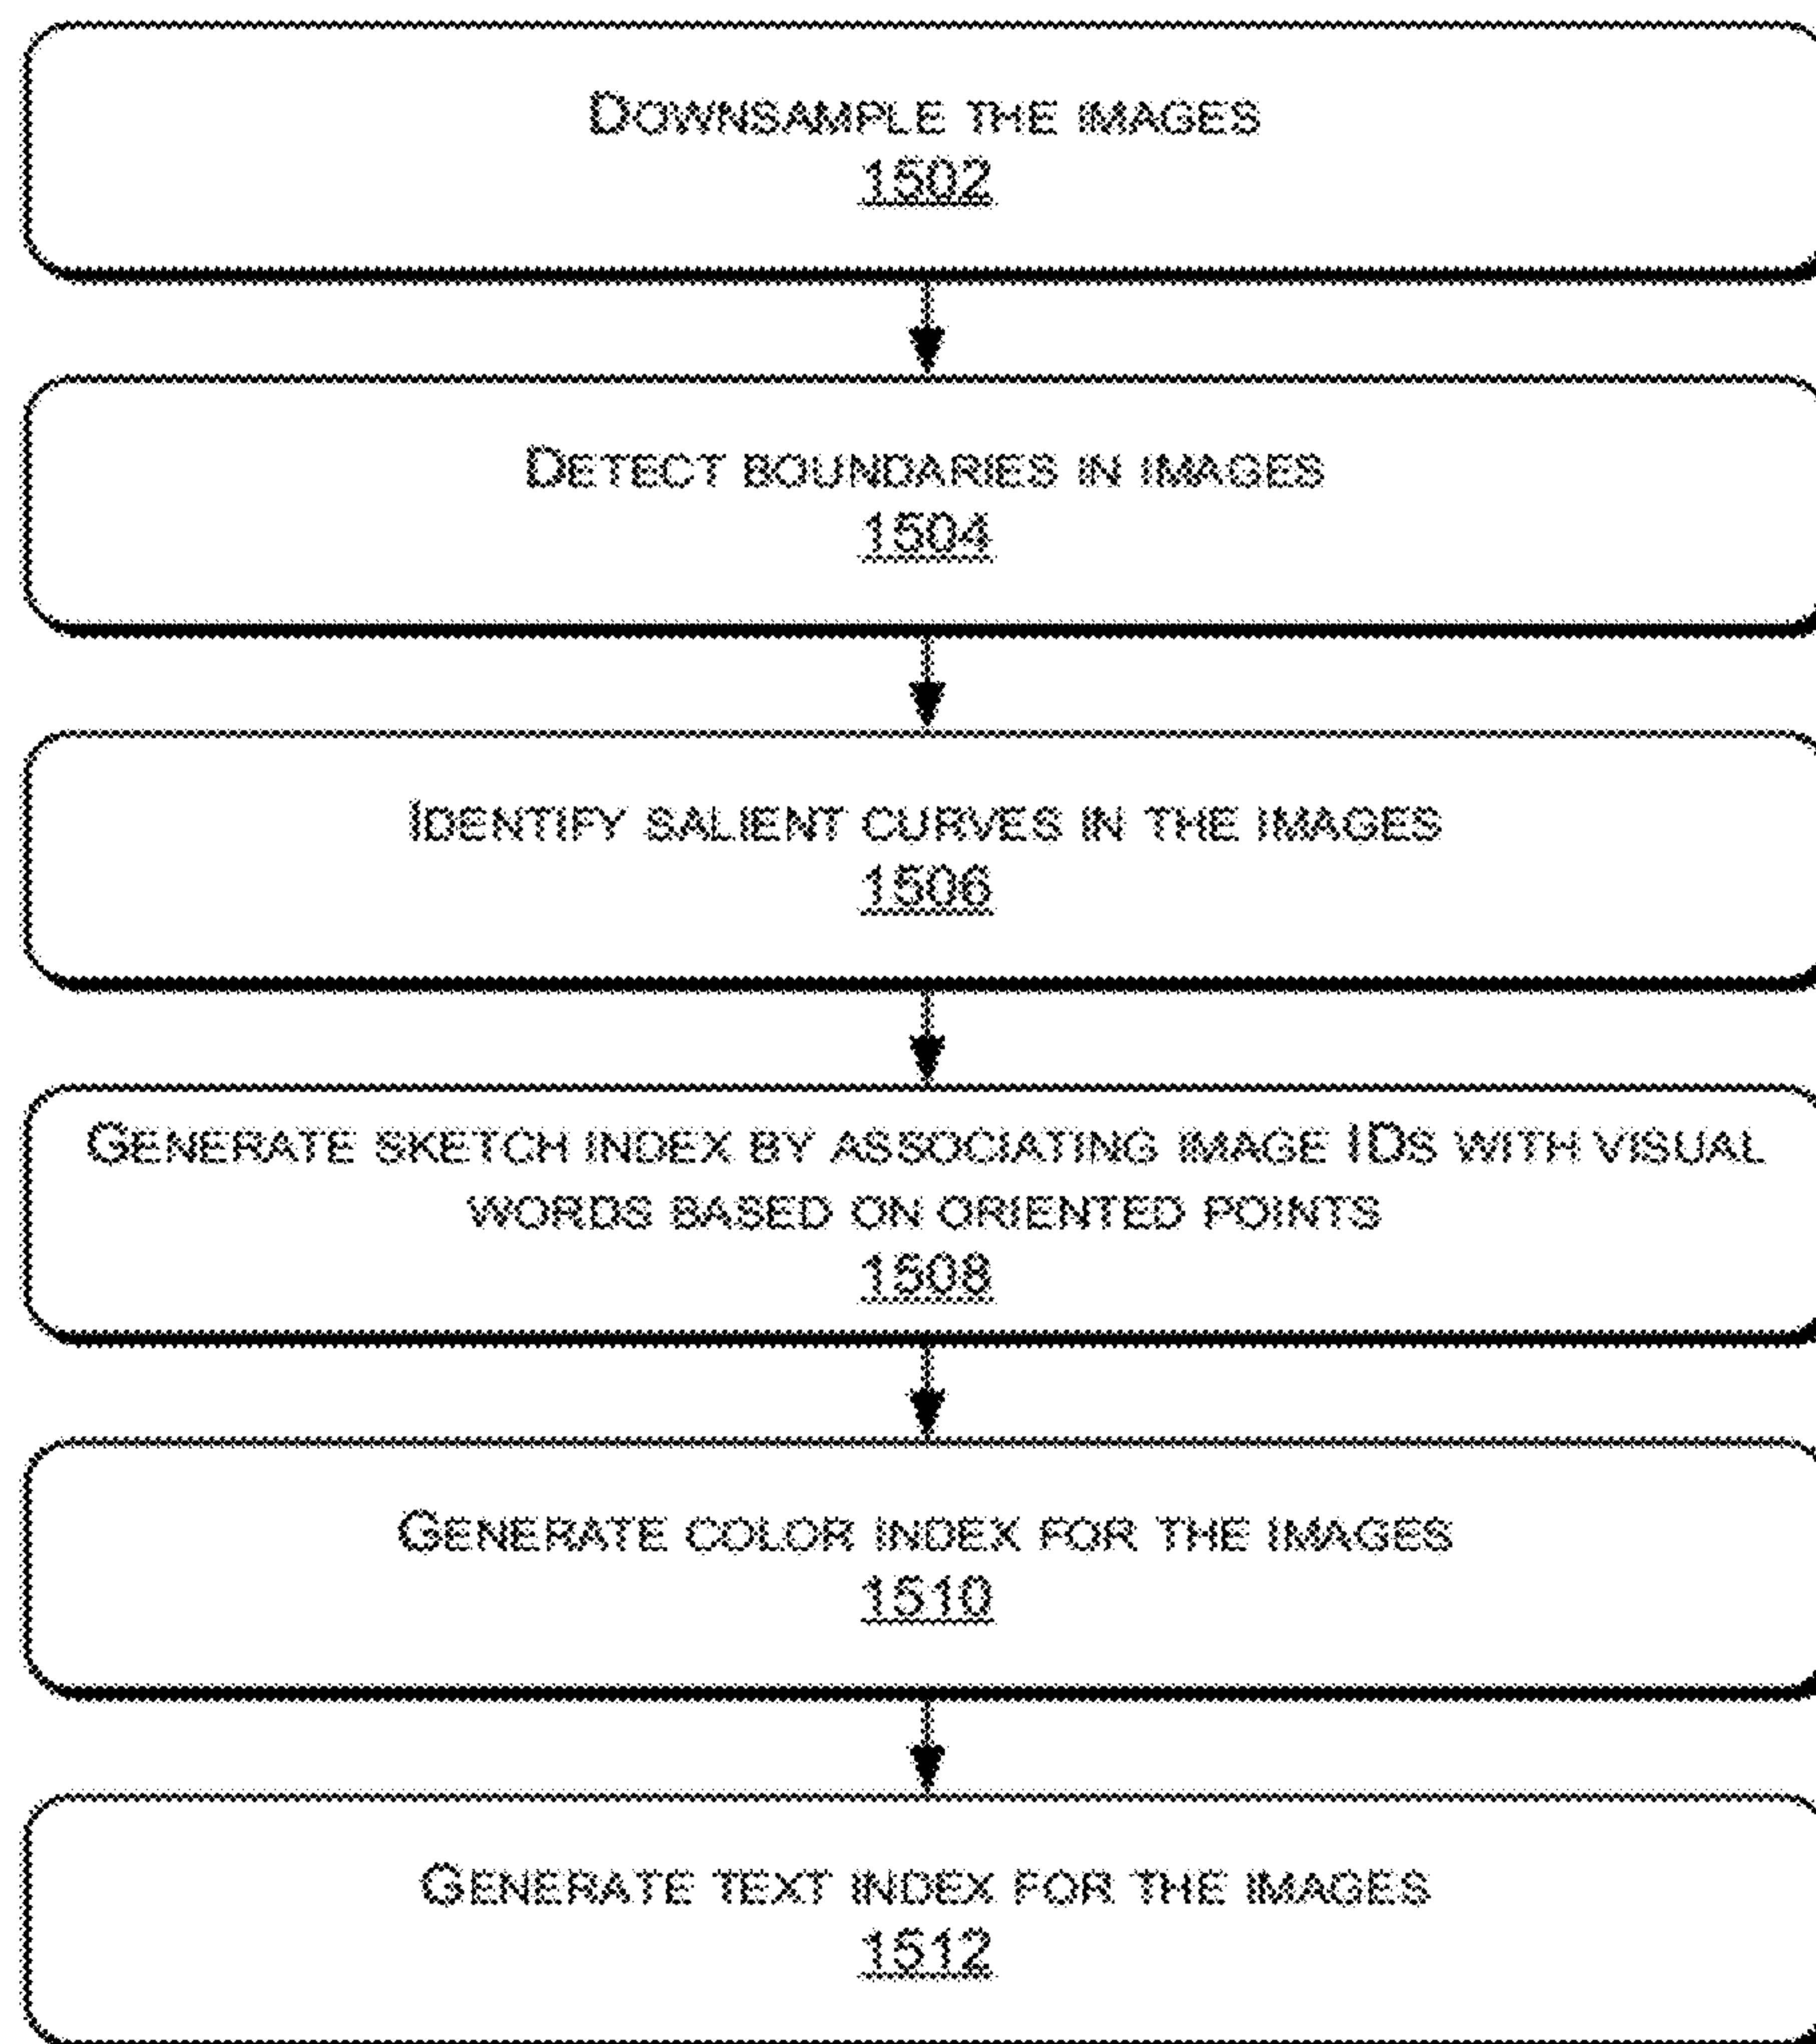 DOWNSAMPLE THE IMAGES
1502
DETECT BOUNDARIES IN IMAGES
1504
IDENTIFY SALIENT CURVES IN THE IMAGES
1506
GENERATE SKETCH INDEX BY ASSOCIATING IMAGE IDS WITH VISUAL
WORDS BASED ON ORIENTED POINTS
1508
GENERATE COLOR INDEX FOR THE IMAGES
1510
GENERATE TEXT INDEX FOR THE IMAGES
1512